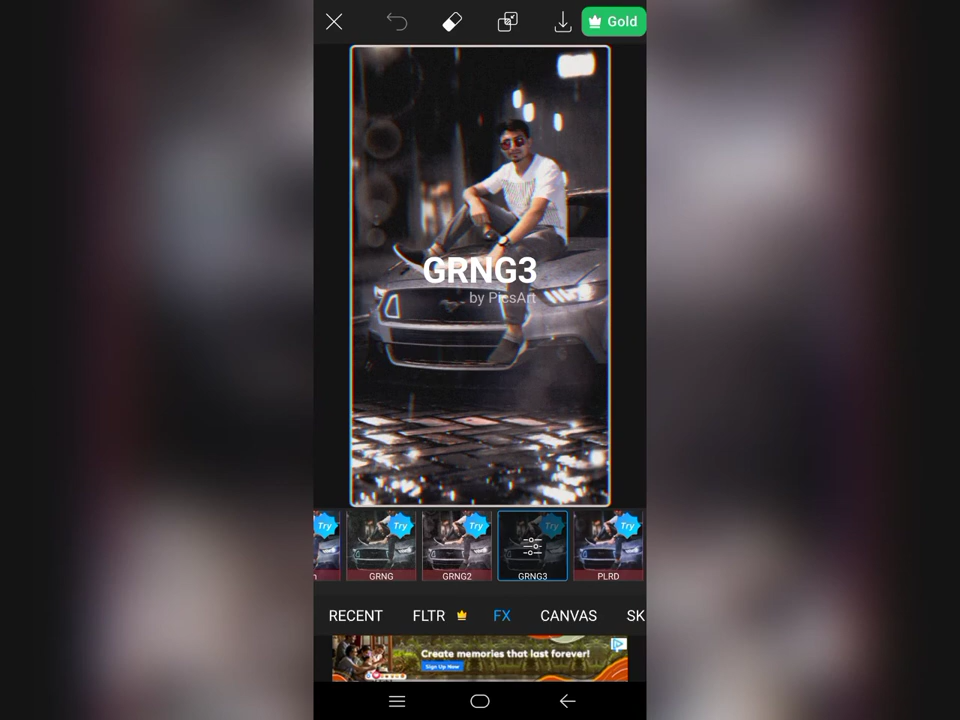 Gold
GRNG3
by PicsArt
Try
Try
Try
Try
Try
GRNG
GRNG2
GRNG3
PLRD
RECENT
FLTR
FX
CANVAS
SK
Create memories that last forever!
Sign Up Now